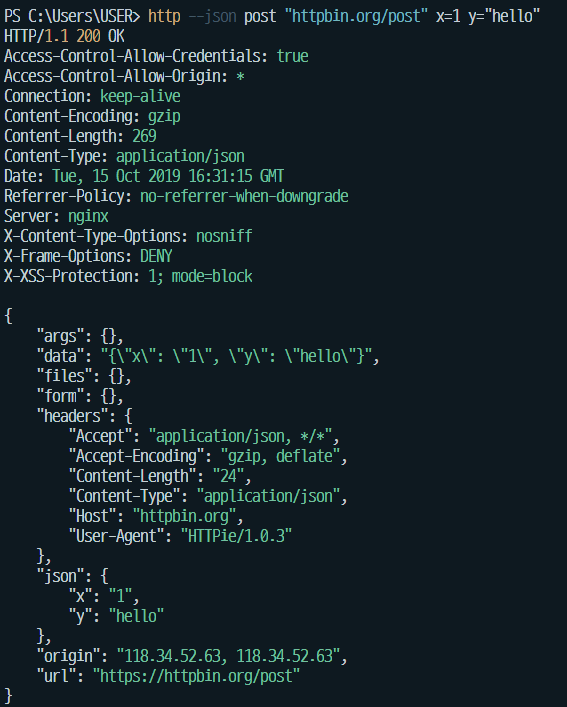 PS C:\Users\USER> http --json post "httpbin.org/post" x=1 y="hello"
HTTP/1.1 200 OK
Access-Control-Allow-Credentials: true
Access-Control-Allow-Origin: *
Connection: keep-alive
Content-Encoding: gzip
Content-Length: 269
Content-Type: application/json
Date: Tue, 15 Oct 2019 16:31:15 GMT
Referrer-Policy: no-referrer-when-downgrade
Server: nginx
X-Content-Type-Options: nosniff
X-Frame-Options: DENY
X-XSS-Protection: 1; mode=block

{
    "args": {},
    "data": "{\"x\": \"1\", \"y\": \"hello\"}",
    "files": {},
    "form": {},
    "headers": {
        "Accept": "application/json, */*",
        "Accept-Encoding": "gzip, deflate",
        "Content-Length": "24",
        "Content-Type": "application/json",
        "Host": "httpbin.org",
        "User-Agent": "HTTPie/1.0.3"
    },
    "json": {
        "x": "1",
        "y": "hello"
    },
    "origin": "118.34.52.63, 118.34.52.63",
    "url": "https://httpbin.org/post"
}